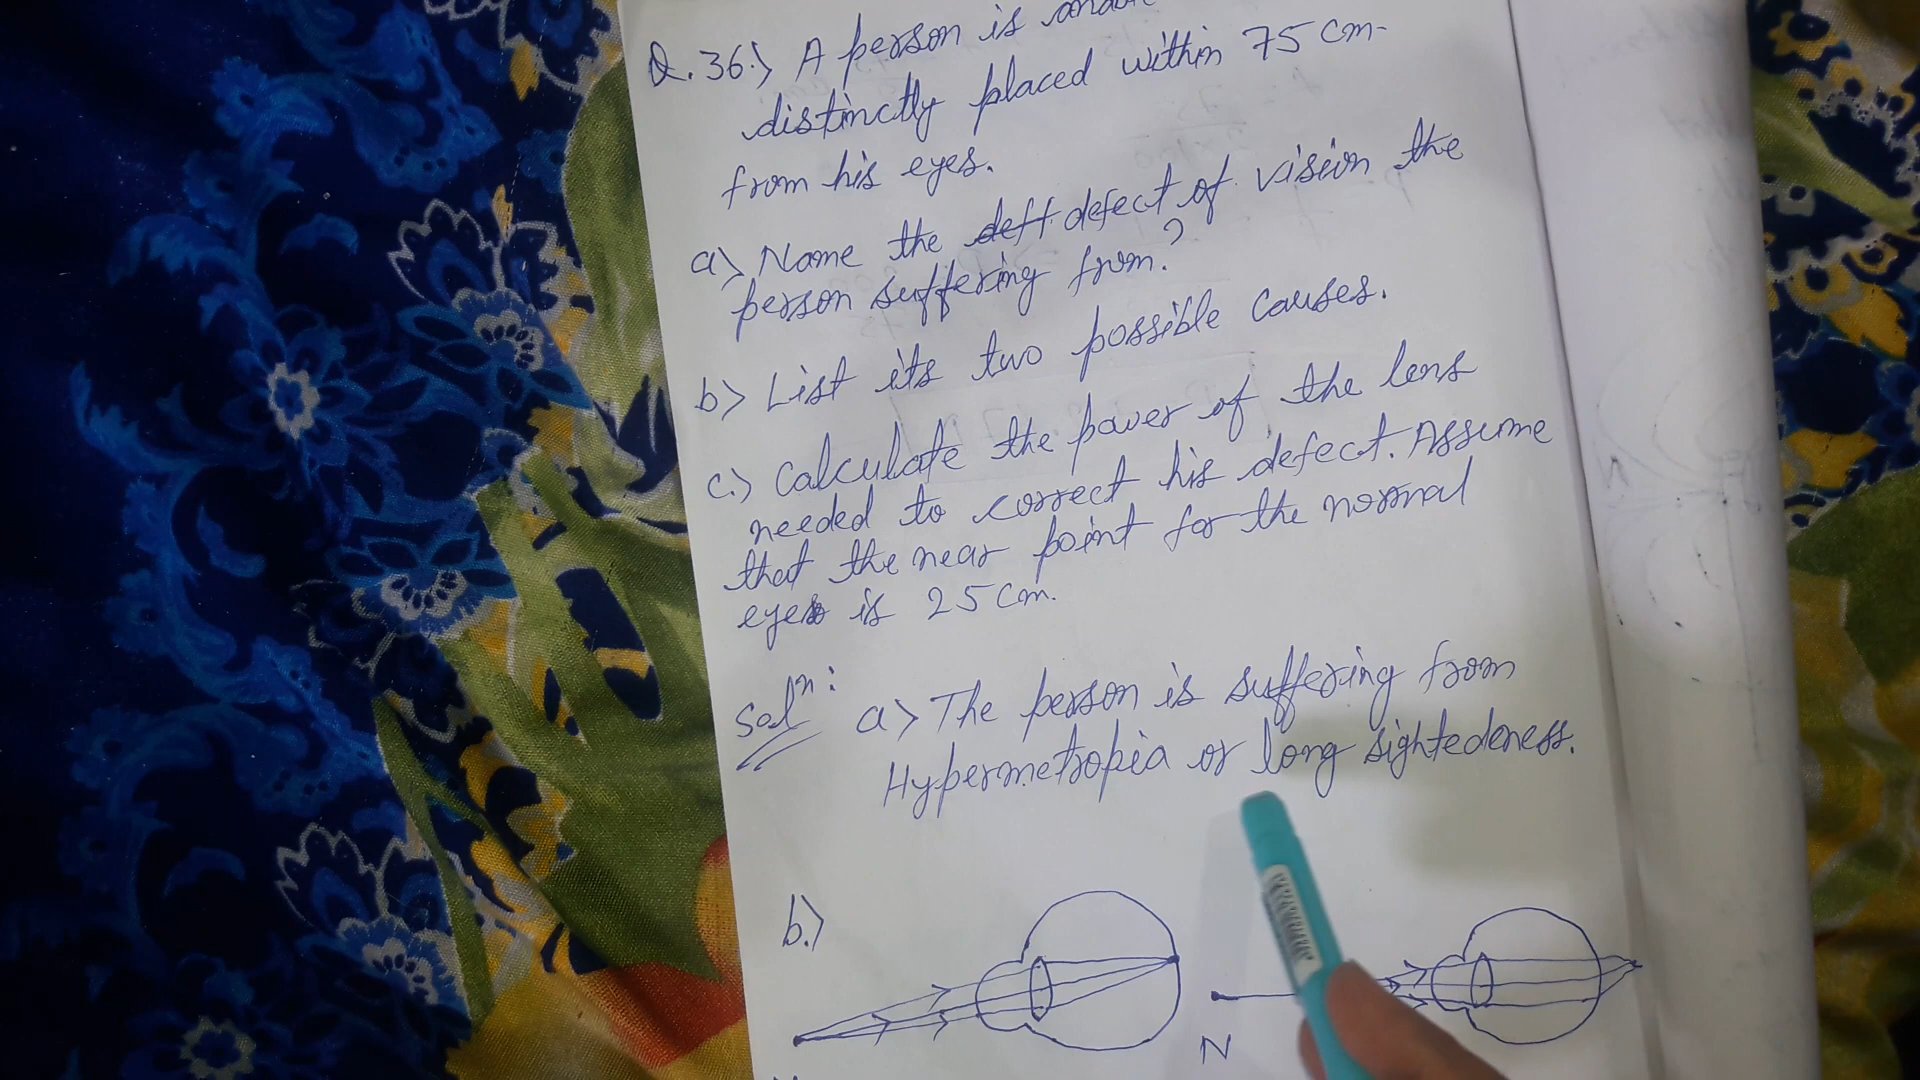 Q.36.) A person is
distinctly placed within 75 cm.
from his eyes.
a) Name the deff defect of vision the
person suffering from?
b) List its two possible causes.
c.) Calculate the power of the lens
needed to correct his defect. Assume
that the near point for the normal
eyes is 25 cm.
Solⁿ: a) The person is suffering from
Hypermetropia or long sightedeness.
b.)
N